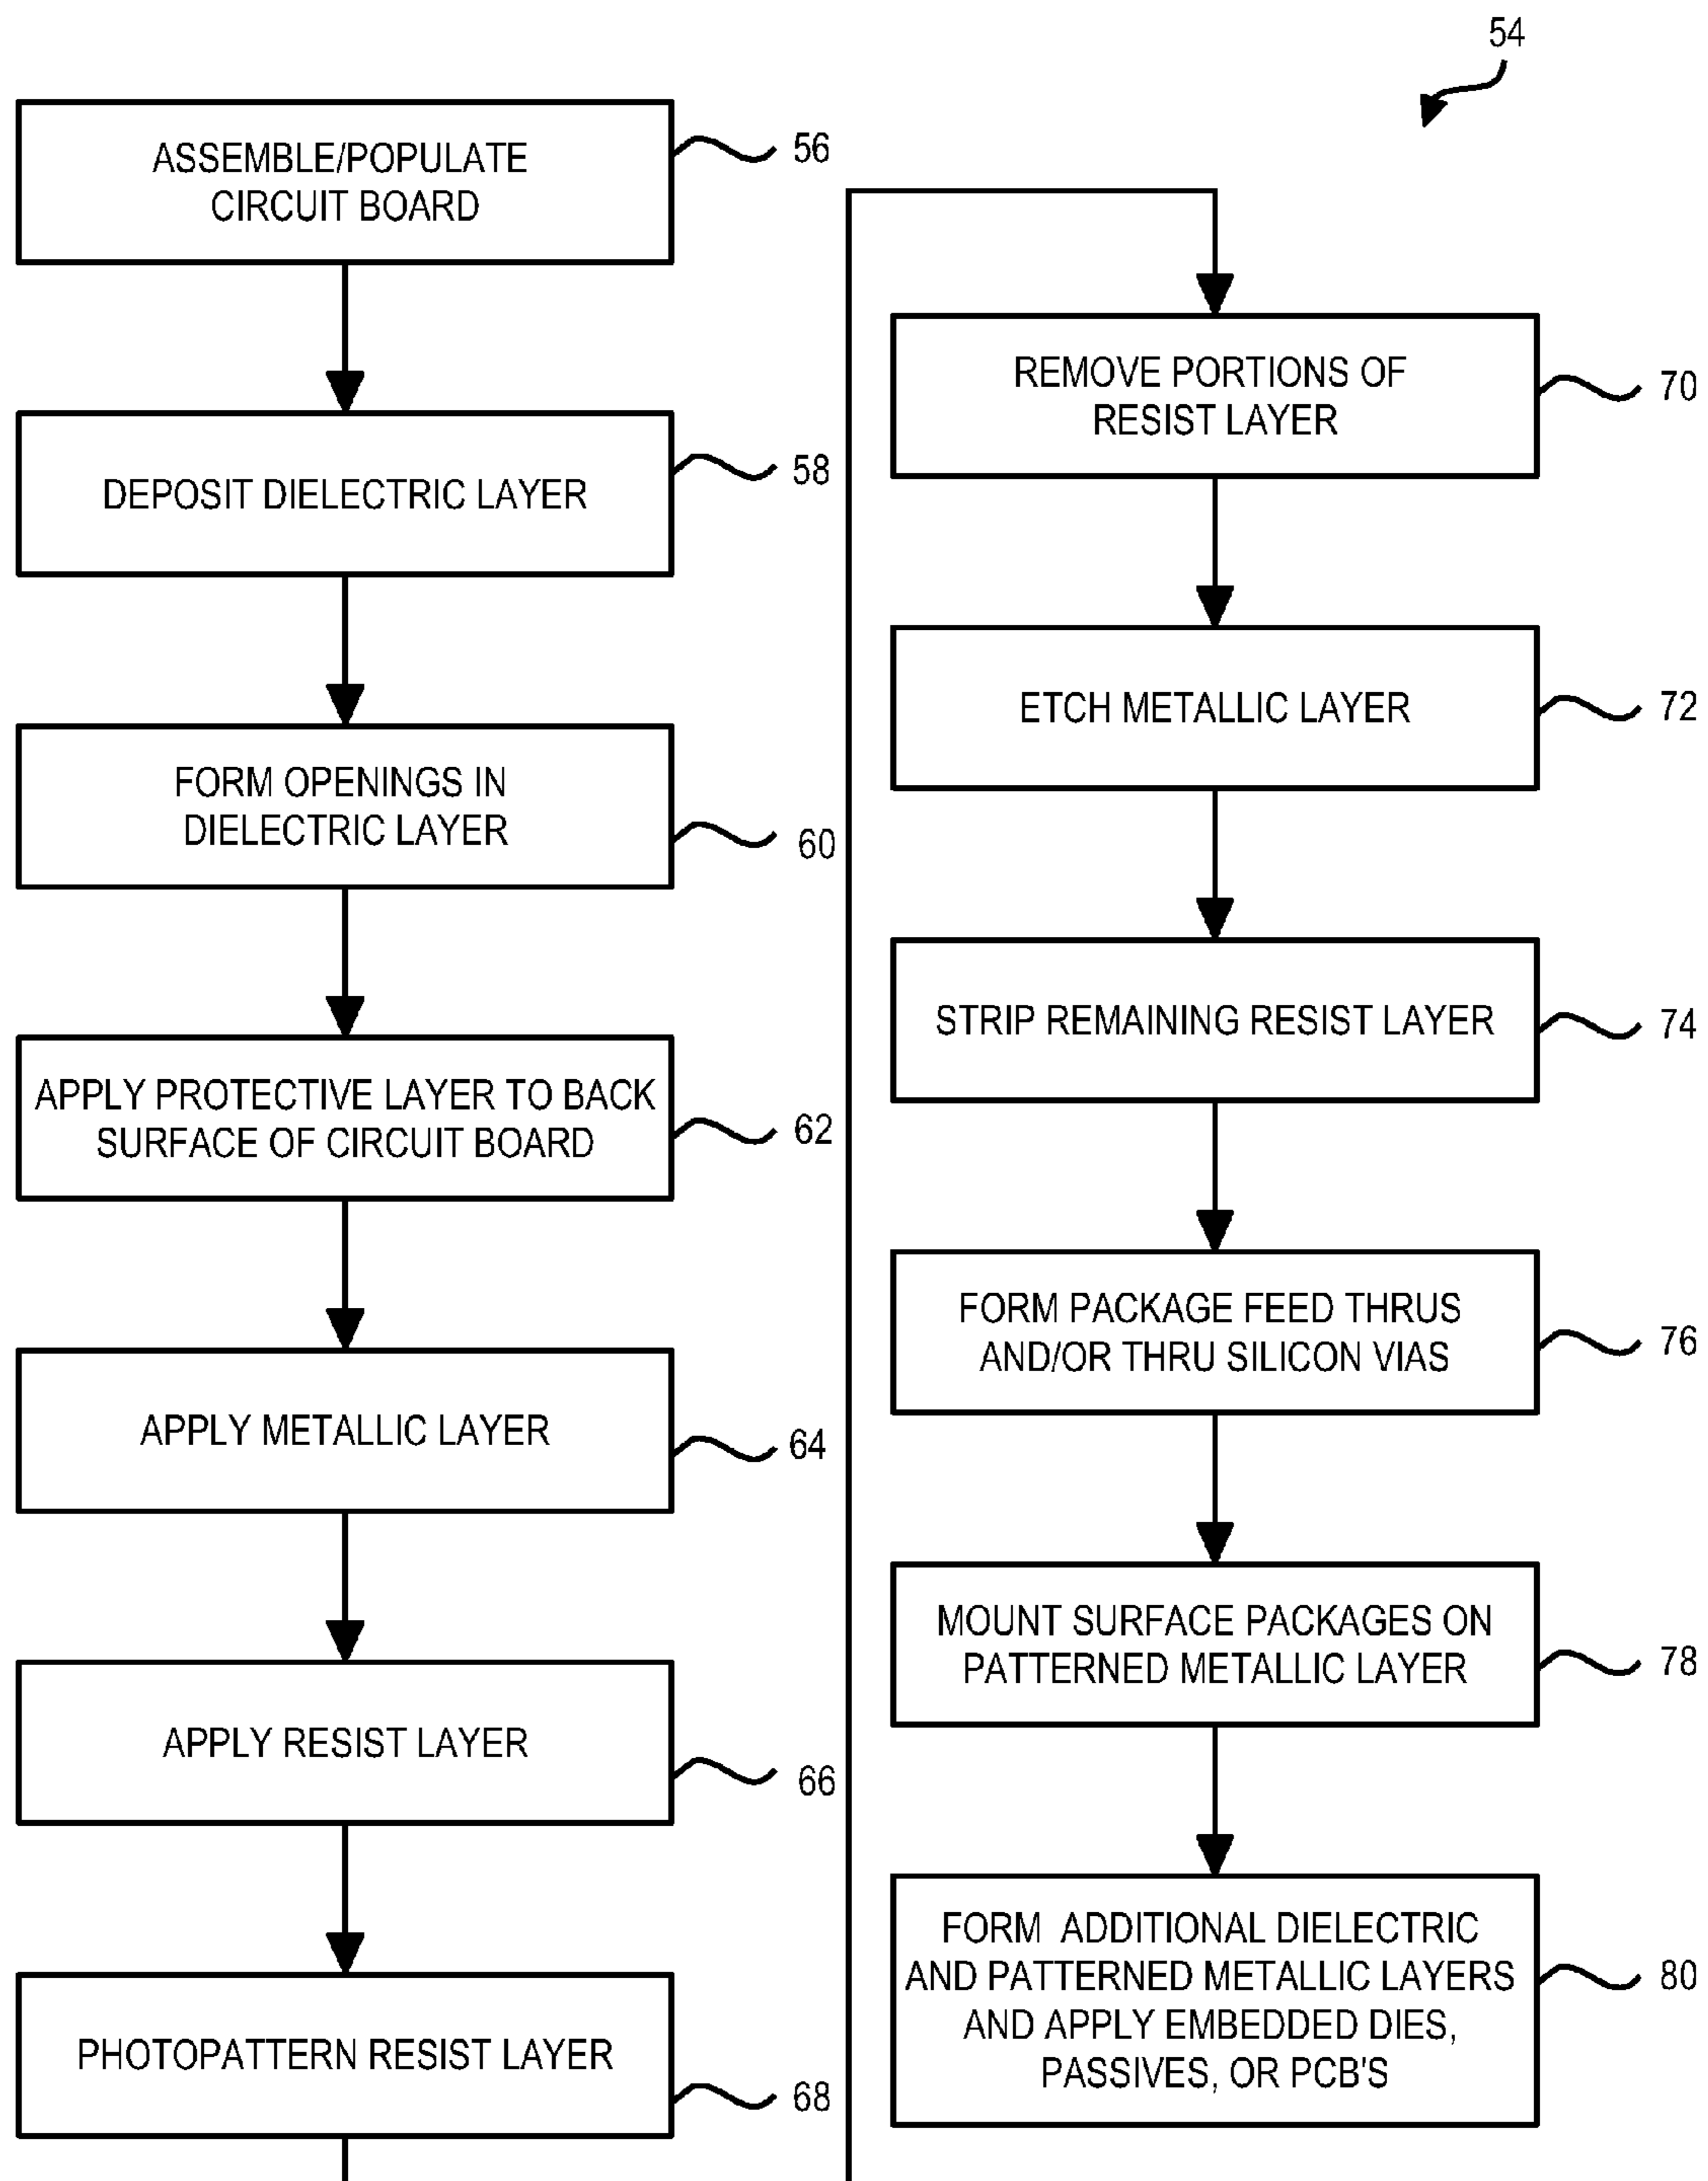 54
ASSEMBLE/POPULATE
CIRCUIT BOARD
56
DEPOSIT DIELECTRIC LAYER
58
FORM OPENINGS IN
DIELECTRIC LAYER
60
APPLY PROTECTIVE LAYER TO BACK
SURFACE OF CIRCUIT BOARD
62
APPLY METALLIC LAYER
64
APPLY RESIST LAYER
66
PHOTOPATTERN RESIST LAYER
68
REMOVE PORTIONS OF
RESIST LAYER
70
ETCH METALLIC LAYER
72
STRIP REMAINING RESIST LAYER
74
FORM PACKAGE FEED THRUS
AND/OR THRU SILICON VIAS
76
MOUNT SURFACE PACKAGES ON
PATTERNED METALLIC LAYER
78
FORM ADDITIONAL DIELECTRIC
AND PATTERNED METALLIC LAYERS
AND APPLY EMBEDDED DIES,
PASSIVES, OR PCB'S
80